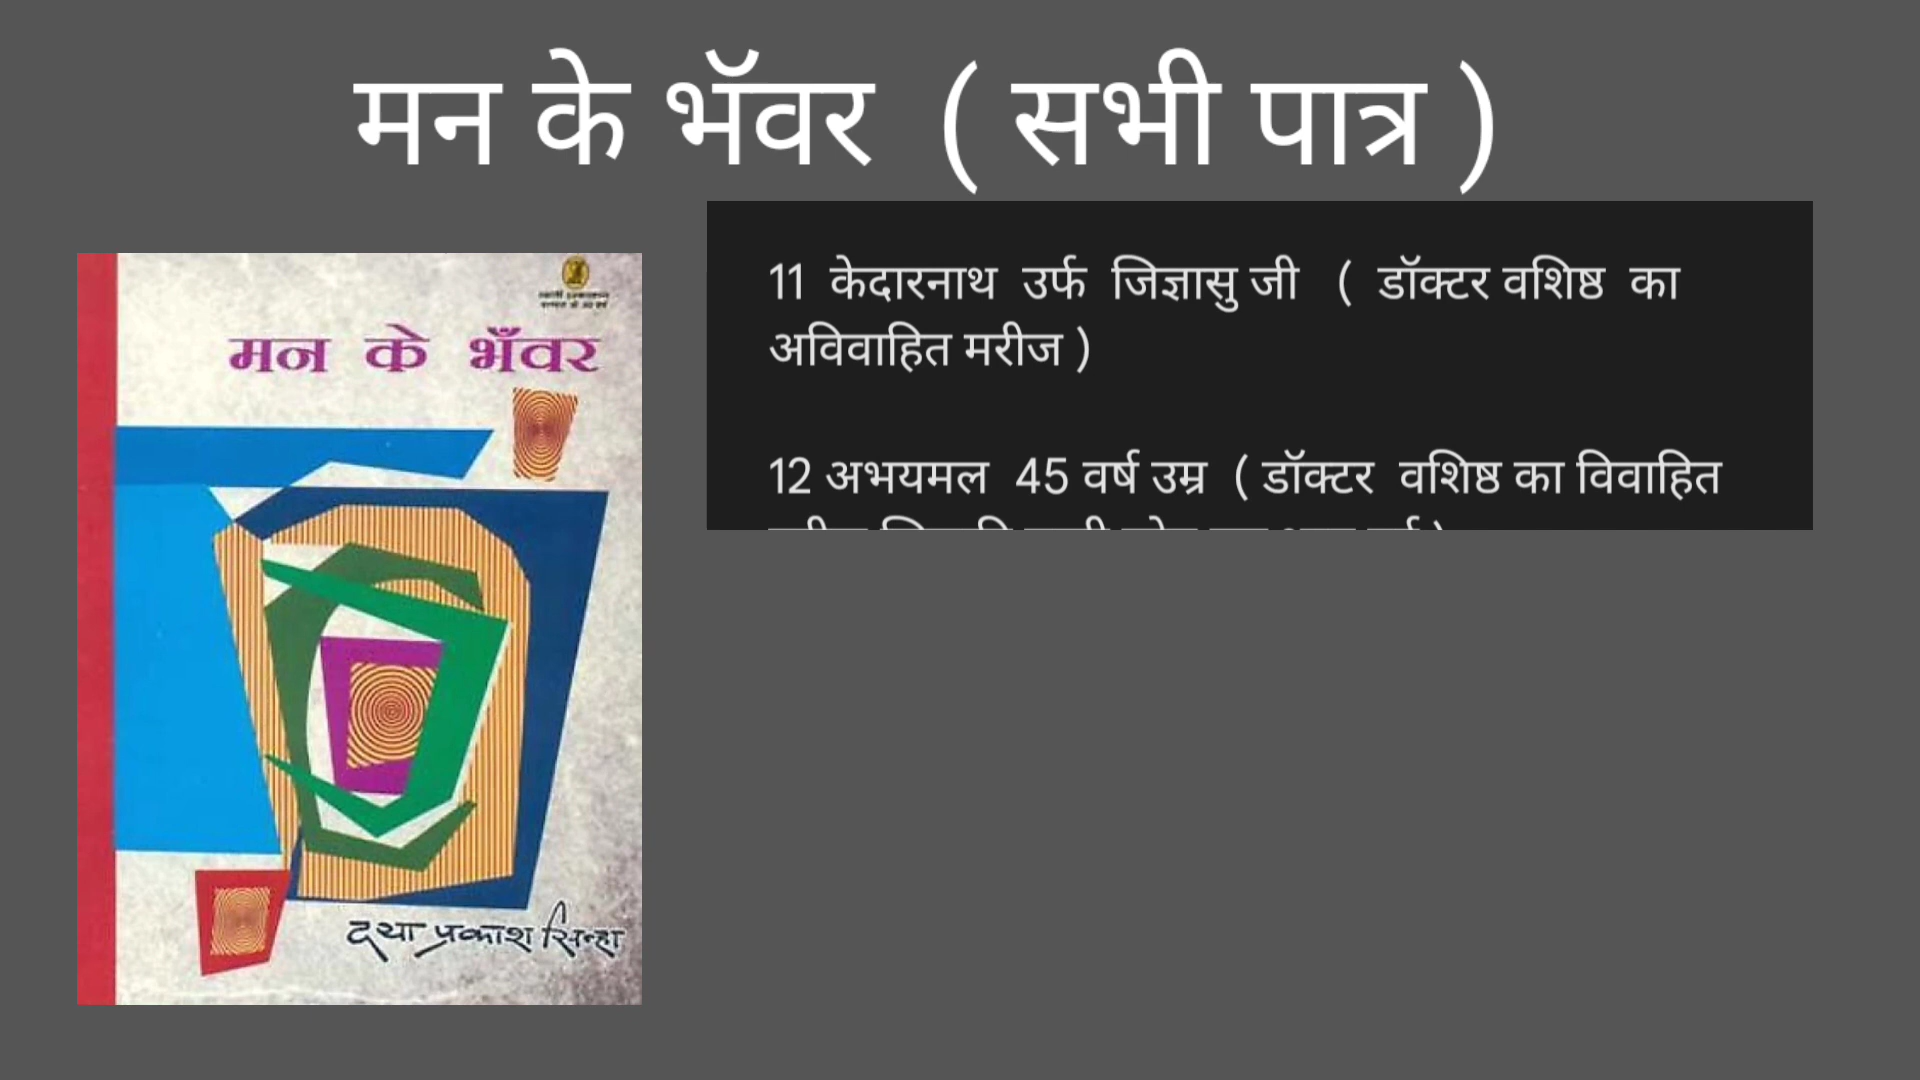 मन के भॅवर ( सभी पात्र )
11 केदारनाथ उर्फ जिज्ञासु जी ( डॉक्टर वशिष्ठ का
अविवाहित मरीज )
12 अभयमल 45 वर्ष उम्र ( डॉक्टर वशिष्ठ का विवाहित
मन के भँवर
दया प्रकाश सिन्हा